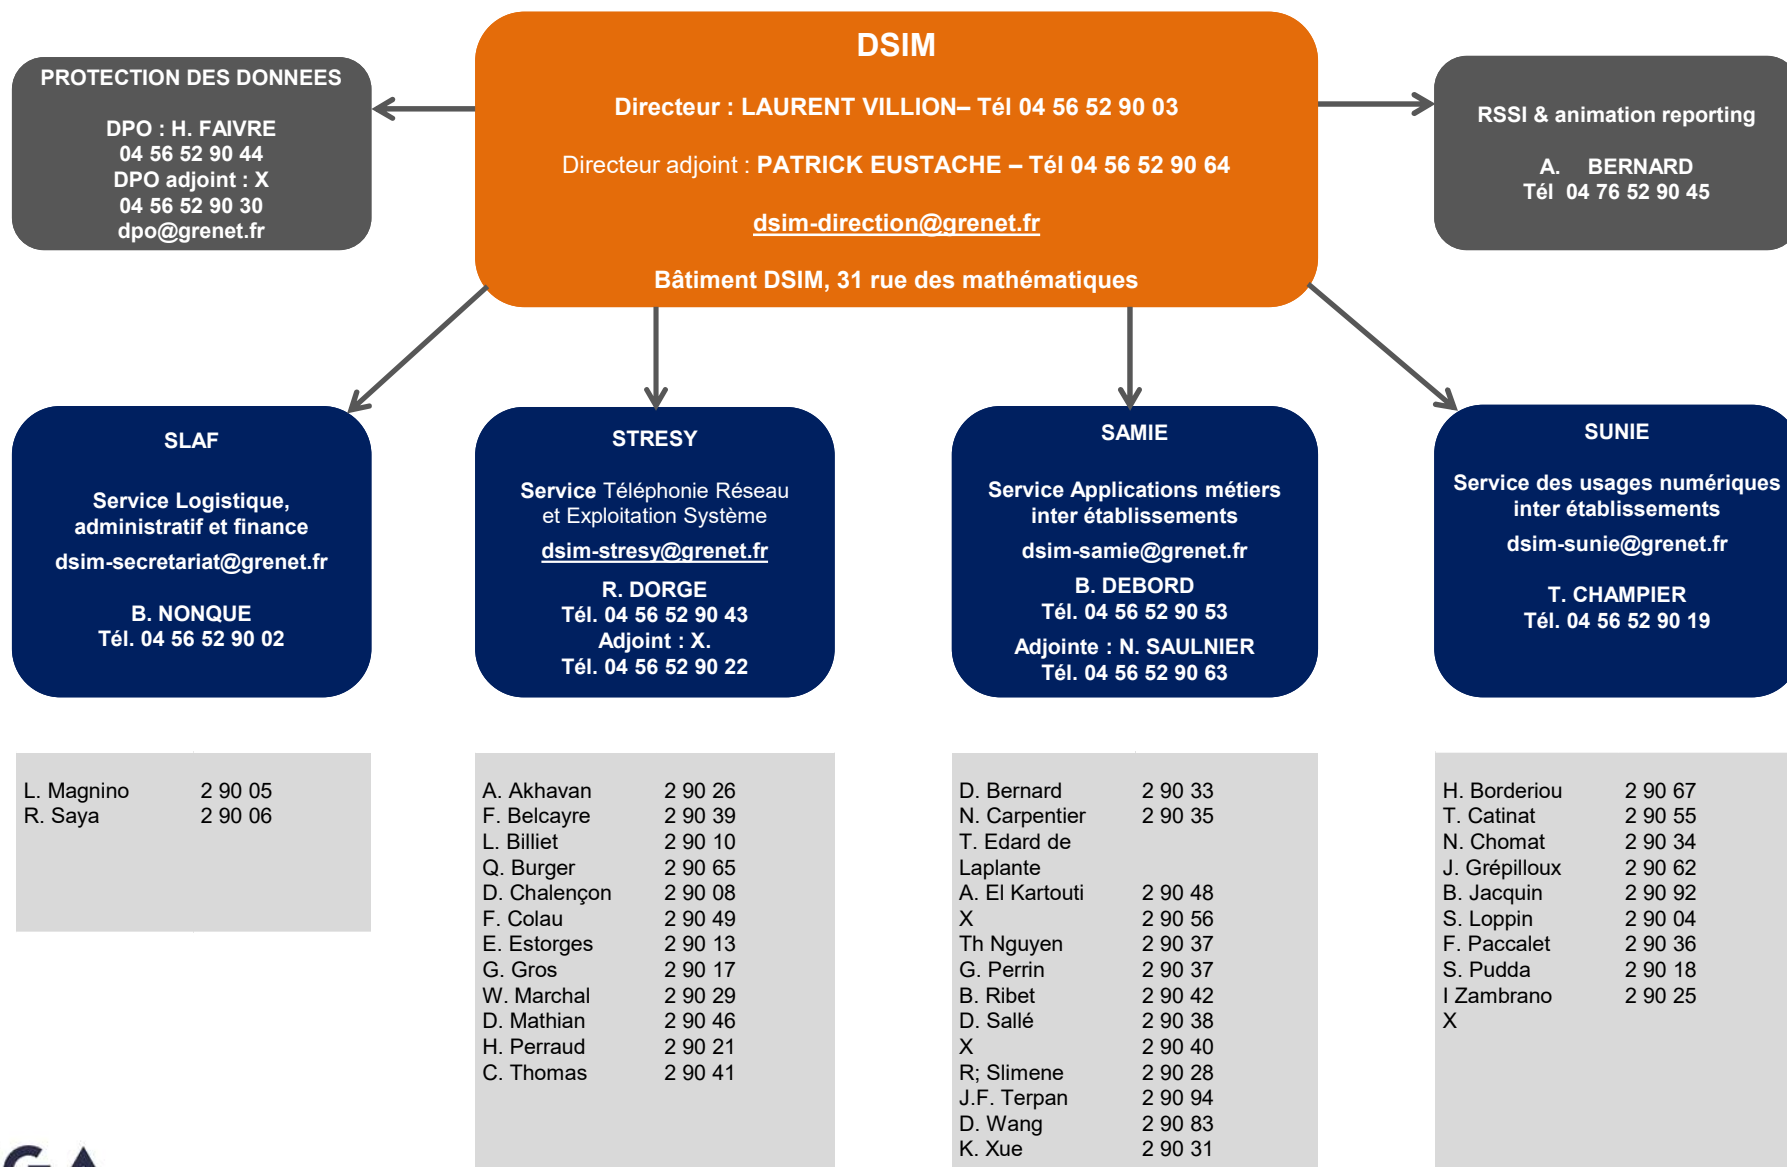 DSIM
Directeur : LAURENT VILLION– Tél 04 56 52 90 03
Directeur adjoint : PATRICK EUSTACHE – Tél 04 56 52 90 64
dsim-direction@grenet.fr
Bâtiment DSIM, 31 rue des mathématiques
PROTECTION DES DONNEES
DPO : H. FAIVRE
04 56 52 90 44
DPO adjoint : X
04 56 52 90 30
dpo@grenet.fr
RSSI & animation reporting
A. BERNARD
Tél 04 76 52 90 45
SLAF
Service Logistique,
administratif et finance
dsim-secretariat@grenet.fr
B. NONQUE
Tél. 04 56 52 90 02
STRESY
Service Téléphonie Réseau
et Exploitation Système
dsim-stresy@grenet.fr
R. DORGE
Tél. 04 56 52 90 43
Adjoint : X.
Tél. 04 56 52 90 22
SAMIE
Service Applications métiers
inter établissements
dsim-samie@grenet.fr
B. DEBORD
Tél. 04 56 52 90 53
Adjointe : N. SAULNIER
Tél. 04 56 52 90 63
SUNIE
Service des usages numériques
inter établissements
dsim-sunie@grenet.fr
T. CHAMPIER
Tél. 04 56 52 90 19
L. Magnino 2 90 05
R. Saya 2 90 06
A. Akhavan 2 90 26
F. Belcayre 2 90 39
L. Billiet 2 90 10
Q. Burger 2 90 65
D. Chalençon 2 90 08
F. Colau 2 90 49
E. Estorges 2 90 13
G. Gros 2 90 17
W. Marchal 2 90 29
D. Mathian 2 90 46
H. Perraud 2 90 21
C. Thomas 2 90 41
D. Bernard 2 90 33
N. Carpentier 2 90 35
T. Edard de
Laplante
A. El Kartouti 2 90 48
X 2 90 56
Th Nguyen 2 90 37
G. Perrin 2 90 37
B. Ribet 2 90 42
D. Sallé 2 90 38
X 2 90 40
R; Slimene 2 90 28
J.F. Terpan 2 90 94
D. Wang 2 90 83
K. Xue 2 90 31
H. Borderiou 2 90 67
T. Catinat 2 90 55
N. Chomat 2 90 34
J. Grépilloux 2 90 62
B. Jacquin 2 90 92
S. Loppin 2 90 04
F. Paccalet 2 90 36
S. Pudda 2 90 18
I Zambrano 2 90 25
X